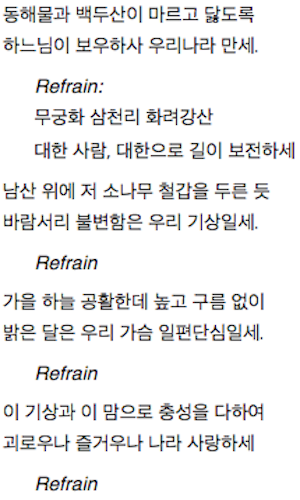 동해물과 백두산이 마르고 닳도록
하느님이 보우하사 우리나라 만세.
Refrain:
무궁화 삼천리 화려강산
대한 사람, 대한으로 길이 보전하세
남산 위에 저 소나무 철갑을 두른 듯
바람서리 불변함은 우리 기상일세.
Refrain
가을 하늘 공활한데 높고 구름 없이
밝은 달은 우리 가슴 일편단심일세.
Refrain
이 기상과 이 맘으로 충성을 다하여
괴로우나 즐거우나 나라 사랑하세
Refrain